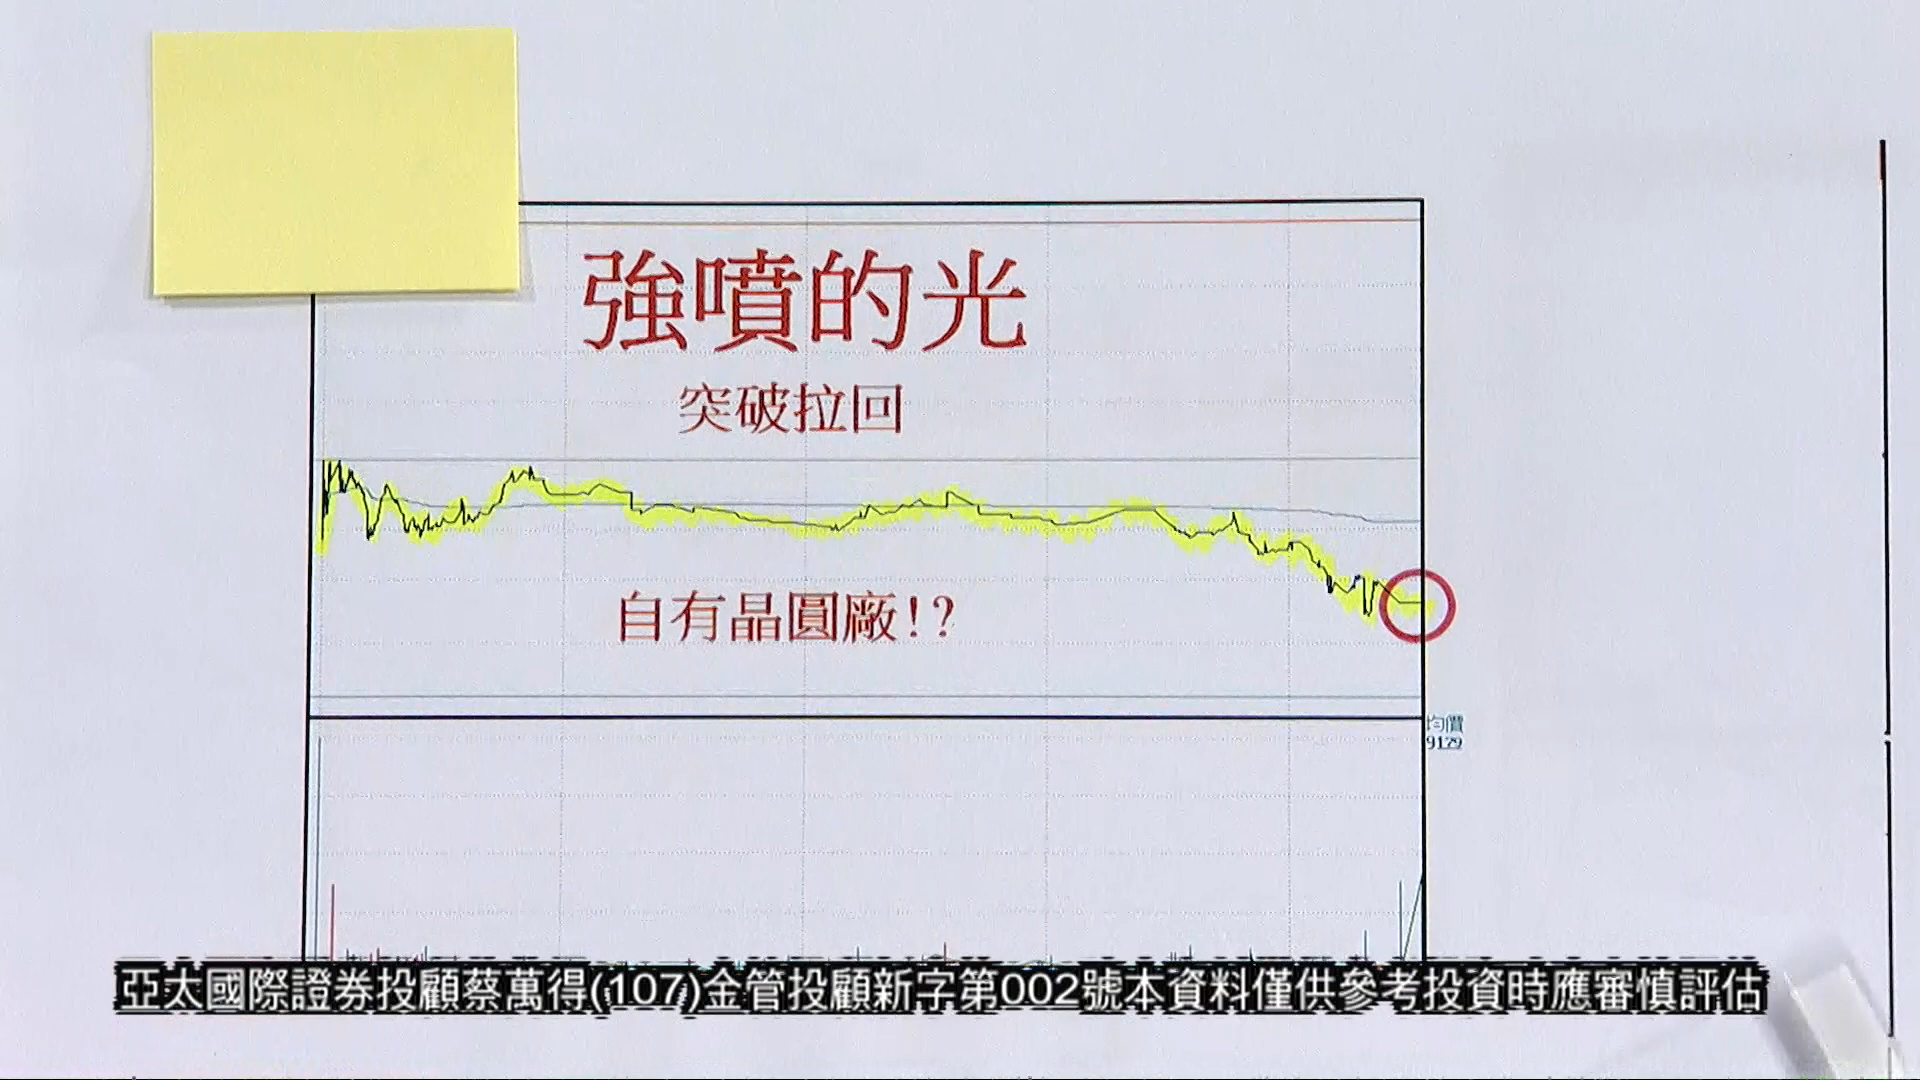 強噴的光
突破拉回
自有晶圓廠!?
均價
9129
亞太國際證券投顧蔡萬得(107)金管投顧新字第002號本資料僅供參考投資時應審慎評估